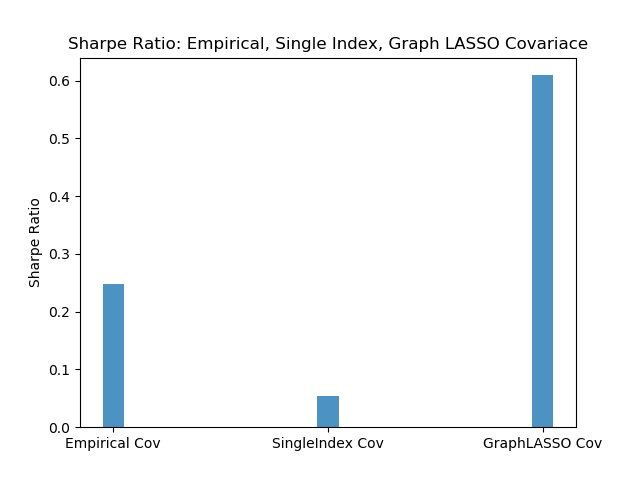 Sharpe Ratio: Empirical, Single Index, Graph LASSO Covariace
Sharpe Ratio
0.6
0.5
0.4
0.3
0.2
0.1
0.0
Empirical Cov
SingleIndex Cov
GraphLASSO Cov